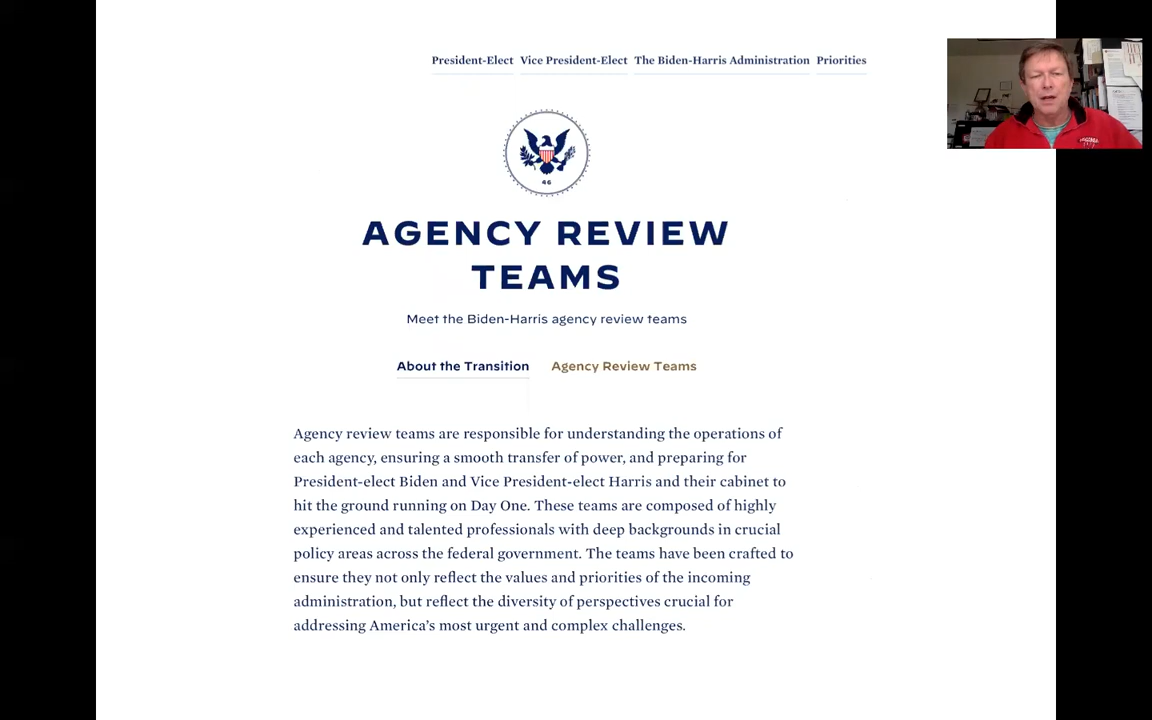 President-Elect Vice President-Elect The Biden-Harris Administration Priorities
46
AGENCY REVIEW
TEAMS
Meet the Biden-Harris agency review teams
About the Transition Agency Review Teams
Agency review teams are responsible for understanding the operations of
each agency, ensuring a smooth transfer of power, and preparing for
President-elect Biden and Vice President-elect Harris and their cabinet to
hit the ground running on Day One. These teams are composed of highly
experienced and talented professionals with deep backgrounds in crucial
policy areas across the federal government. The teams have been crafted to
ensure they not only reflect the values and priorities of the incoming
administration, but reflect the diversity of perspectives crucial for
addressing America's most urgent and complex challenges.